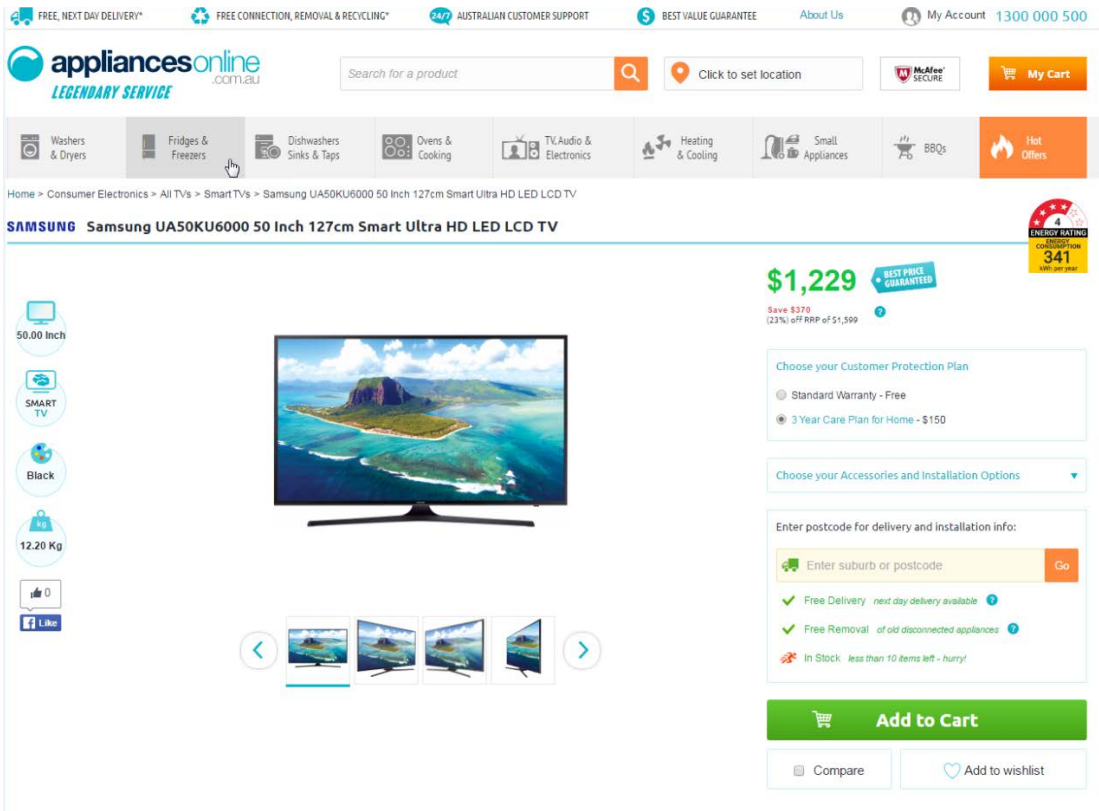 FREE, NEXT DAY DELIVERY*
FREE CONNECTION, REMOVAL & RECYCLING*
24/7 AUSTRALIAN CUSTOMER SUPPORT
$ BEST VALUE GUARANTEE
About Us
My Account
1300 000 500
appliancesonline
.com.au
LEGENDARY SERVICE
Search for a product
Click to set location
McAfee
SECURE
My Cart
Washers
& Dryers
Fridges &
Freezers
Dishwashers
Sinks & Taps
Ovens &
Cooking
TV, Audio &
Electronics
Heating
& Cooling
Small
Appliances
BBQs
Hot
Offers
Home > Consumer Electronics > All TVs > Smart TVs > Samsung UA50KU6000 50 Inch 127cm Smart Ultra HD LED LCD TV
SAMSUNG Samsung UA50KU6000 50 Inch 127cm Smart Ultra HD LED LCD TV
4
ENERGY RATING
ENERGY
CONSUMPTION
341
kWh per year
$1,229
BEST PRICE
GUARANTEED
Save $370
(23%) off RRP of $1,599
?
50.00 Inch
SMART
TV
Black
kg
12.20 Kg
0
f Like
Choose your Customer Protection Plan
Standard Warranty - Free
3 Year Care Plan for Home - $150
Choose your Accessories and Installation Options
Enter postcode for delivery and installation info:
Enter suburb or postcode
Go
Free Delivery next day delivery available ?
Free Removal of old disconnected appliances ?
In Stock less than 10 items left - hurry!
Add to Cart
Compare
Add to wishlist